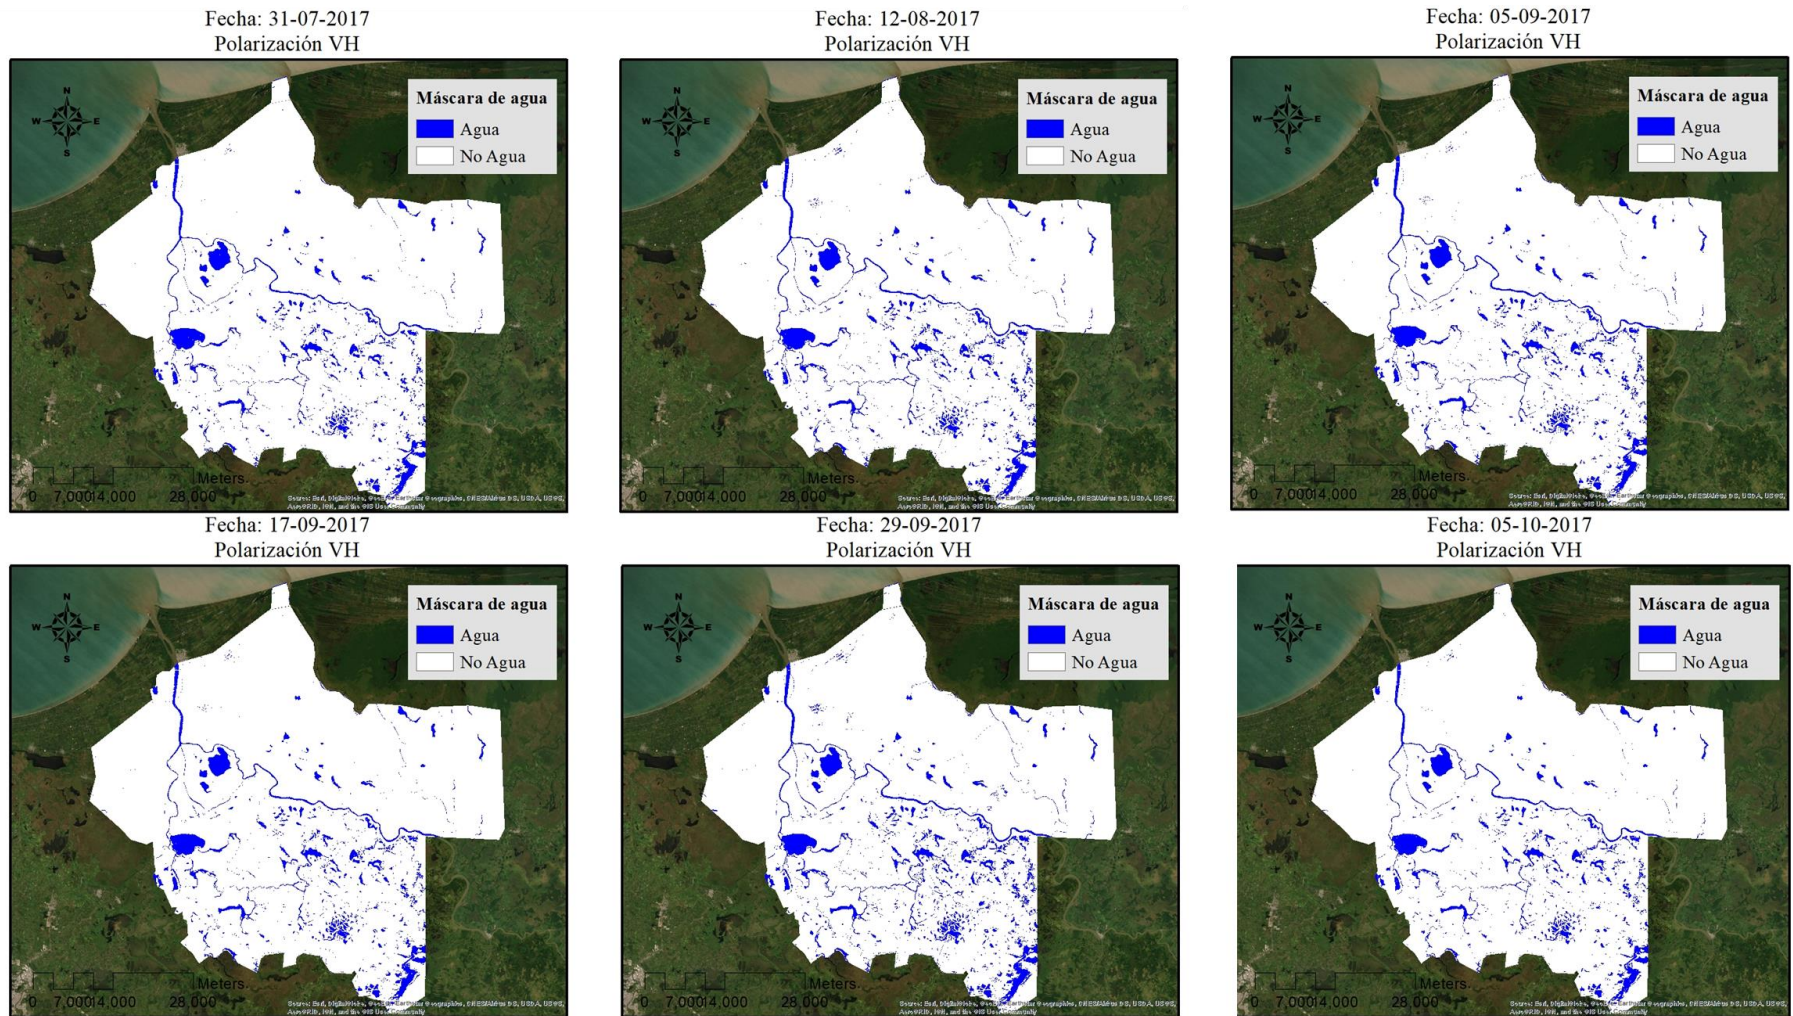 Fecha: 31-07-2017
Polarización VH
N
W E
S
Máscara de agua
Agua
No Agua
Meters
0 7,00014,000 28,000
Fecha: 12-08-2017
Polarización VH
N
W E
S
Máscara de agua
Agua
No Agua
Meters
0 7,00014,000 28,000
Fecha: 05-09-2017
Polarización VH
N
W E
S
Máscara de agua
Agua
No Agua
Meters
0 7,00014,000 28,000
Fecha: 17-09-2017
Polarización VH
N
W E
S
Máscara de agua
Agua
No Agua
Meters
0 7,00014,000 28,000
Fecha: 29-09-2017
Polarización VH
N
W E
S
Máscara de agua
Agua
No Agua
Meters
0 7,00014,000 28,000
Fecha: 05-10-2017
Polarización VH
N
W E
S
Máscara de agua
Agua
No Agua
Meters
0 7,00014,000 28,000